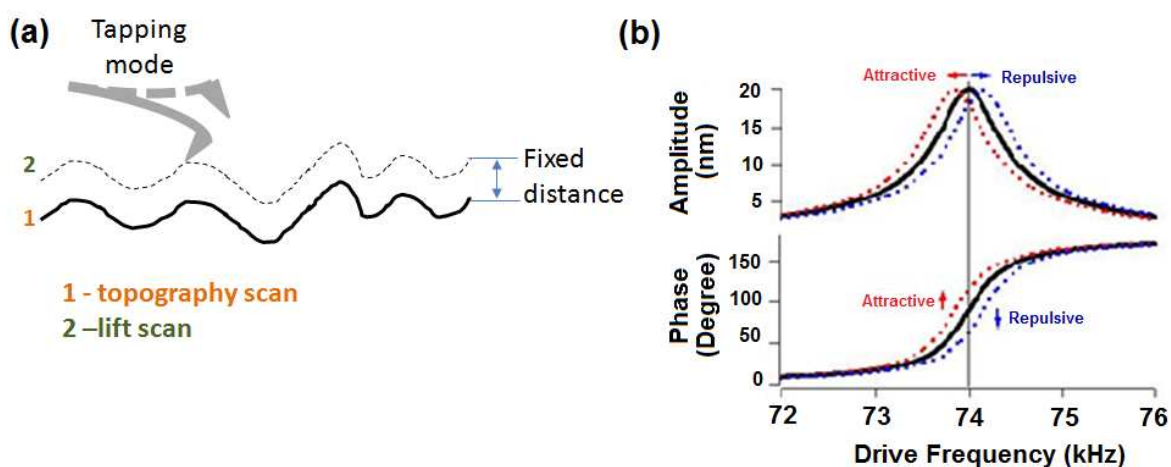 (a)
Tapping
mode
2
1
Fixed
distance
1 - topography scan
2 –lift scan
(b)
Attractive
Repulsive
Amplitude
(nm)
20
15
10
5
Phase
(Degree)
150
100
50
0
Attractive
Repulsive
72 73 74 75 76
Drive Frequency (kHz)